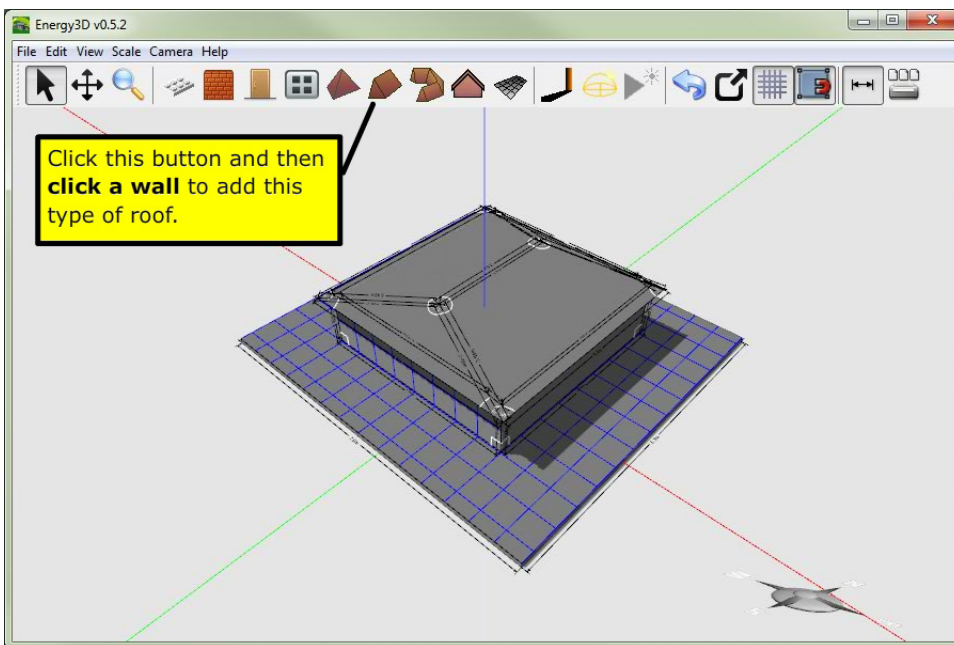 Energy3D v0.5.2
File Edit View Scale Camera Help
Click this button and then
click a wall to add this
type of roof.